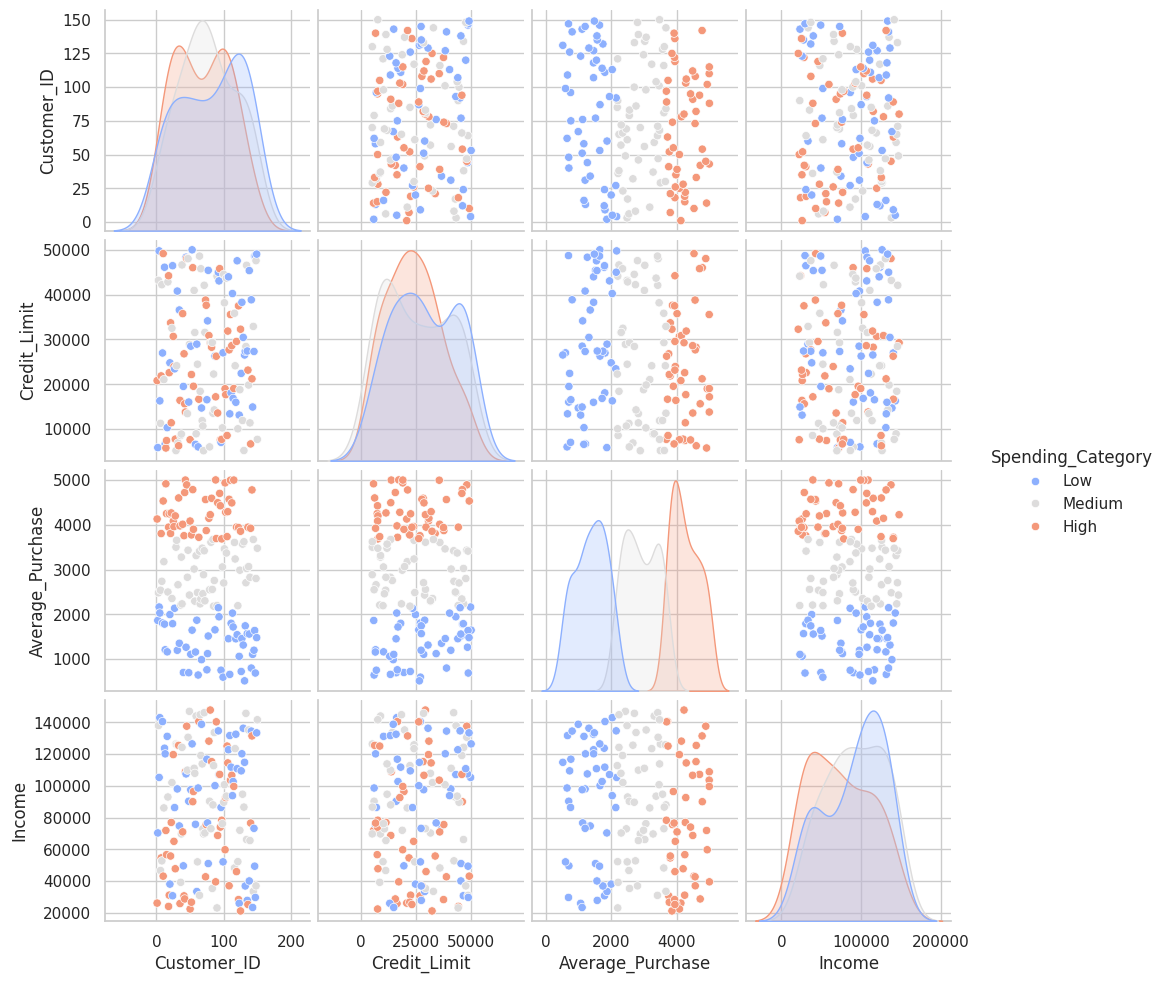 150
125
100
75
50
25
0
Customer_ID
50000
40000
30000
20000
10000
Credit_Limit
5000
4000
3000
2000
1000
Average_Purchase
140000
120000
100000
80000
60000
40000
20000
Income
0 100 200
Customer_ID
0 25000 50000
Credit_Limit
0 2000 4000
Average_Purchase
0 100000 200000
Income
Spending_Category
Low
Medium
High